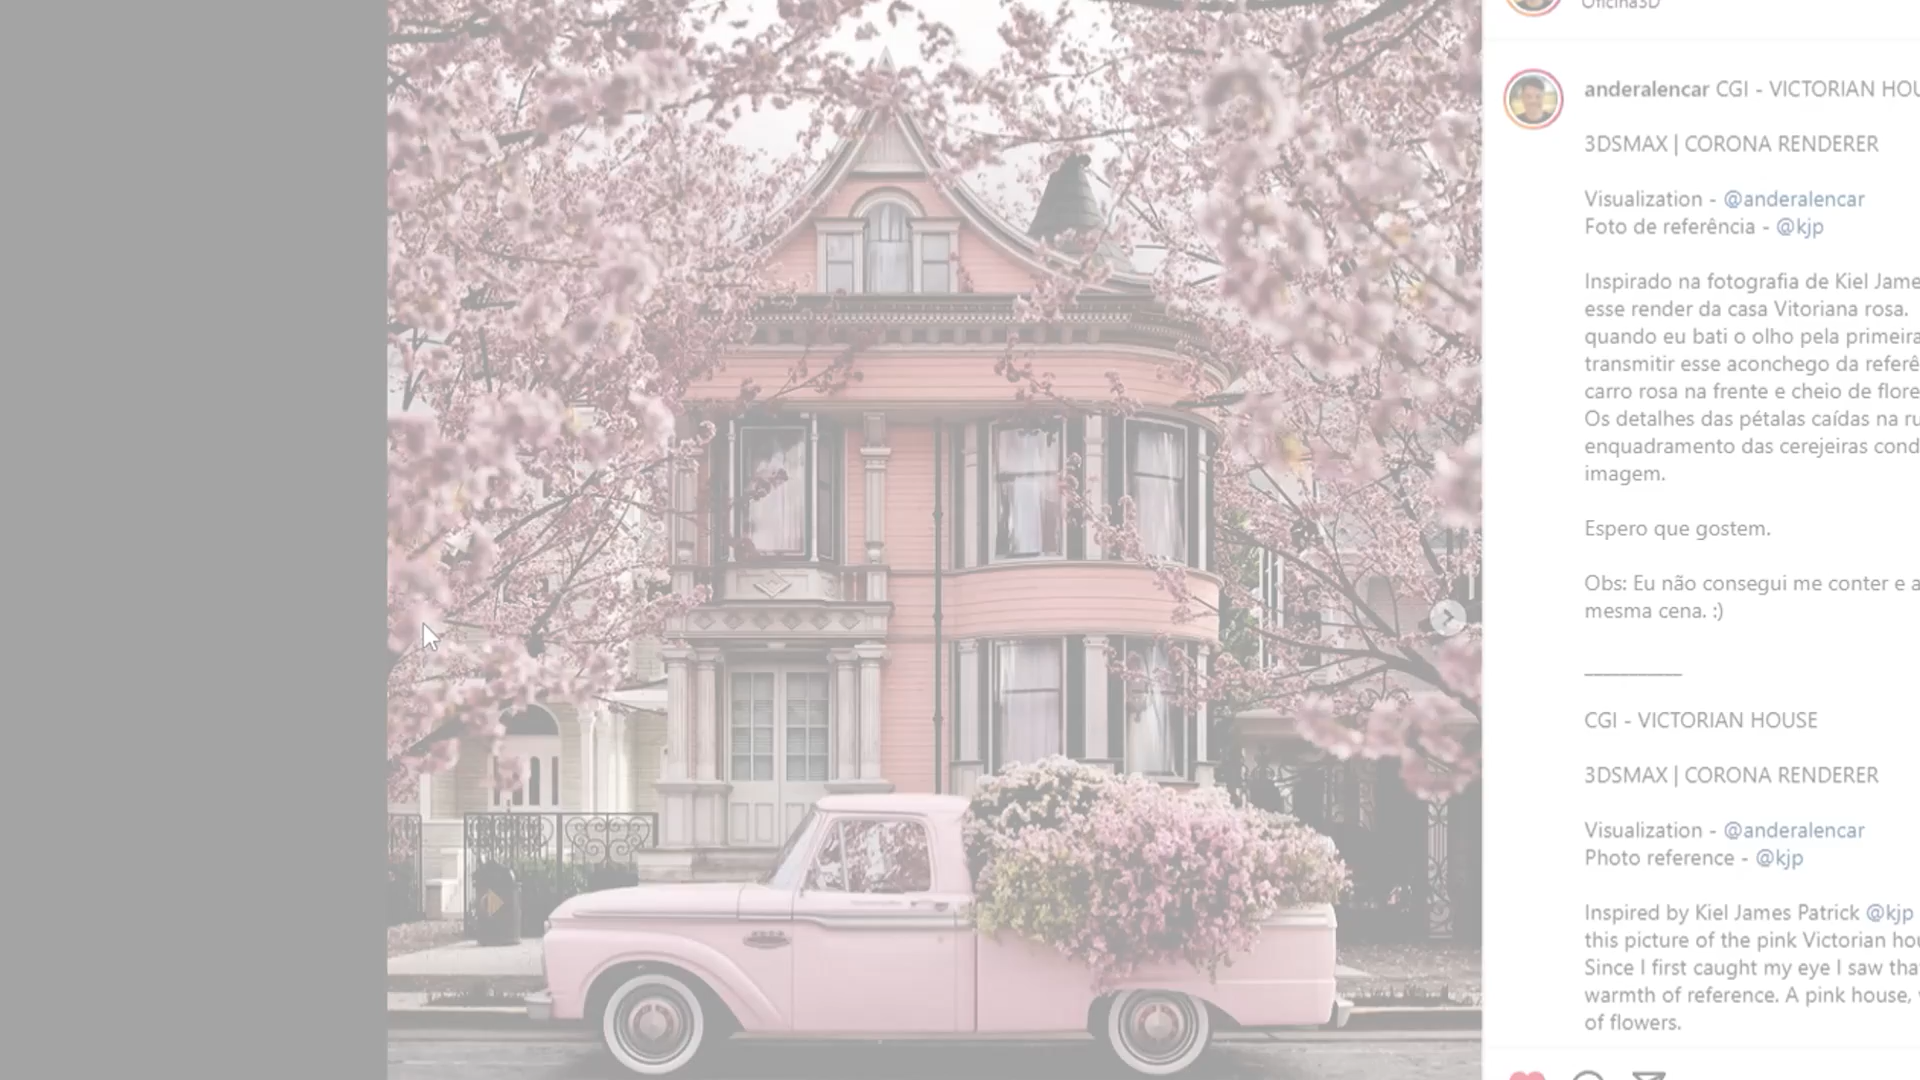 Oficina3D
anderalencar CGI - VICTORIAN HOU
3DSMAX | CORONA RENDERER
Visualization - @anderalencar
Foto de referência - @kjp
Inspirado na fotografia de Kiel Jame
esse render da casa Vitoriana rosa.
quando eu bati o olho pela primeira
transmitir esse aconchego da referê
carro rosa na frente e cheio de flore
Os detalhes das pétalas caídas na ru
enquadramento das cerejeiras cond
imagem.
Espero que gostem.
Obs: Eu não consegui me conter e a
mesma cena. :)
___________
CGI - VICTORIAN HOUSE
3DSMAX | CORONA RENDERER
Visualization - @anderalencar
Photo reference - @kjp
Inspired by Kiel James Patrick @kjp
this picture of the pink Victorian hou
Since I first caught my eye I saw tha
warmth of reference. A pink house,
of flowers.